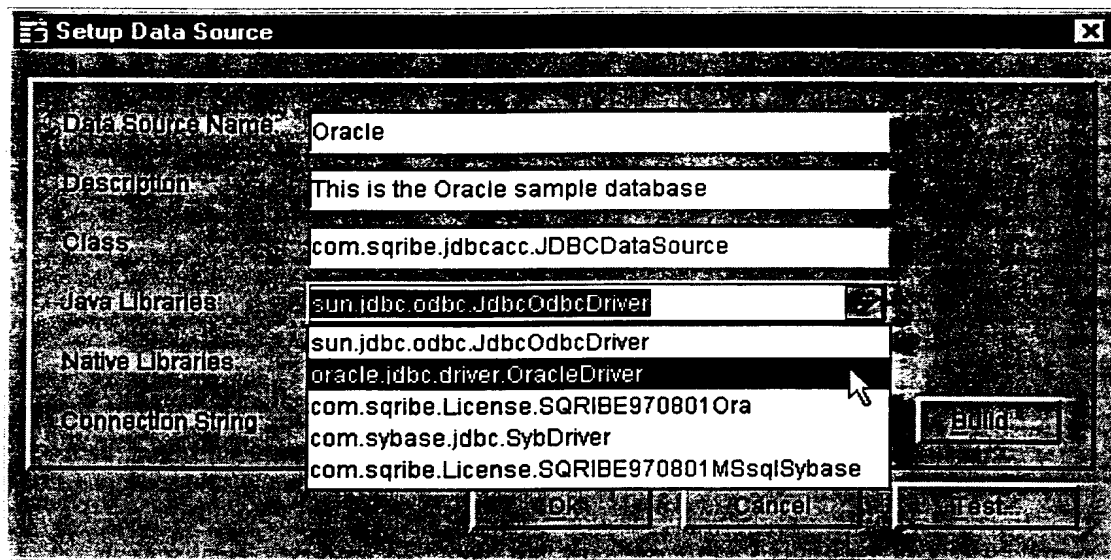 Setup Data Source
Data Source Name: Oracle
Description: This is the Oracle sample database
Class: com.sqribe.jdbcacc.JDBCDataSource
Java Libraries: sun.jdbc.odbc.JdbcOdbcDriver
sun.jdbc.odbc.JdbcOdbcDriver
Native Libraries:
oracle.jdbc.driver.OracleDriver
com.sqribe.License.SQRIBE970801Ora
Connection String:
Build...
com.sybase.jdbc.SybDriver
com.sqribe.License.SQRIBE970801MSsqlSybase
Ok
Cancel
Test...